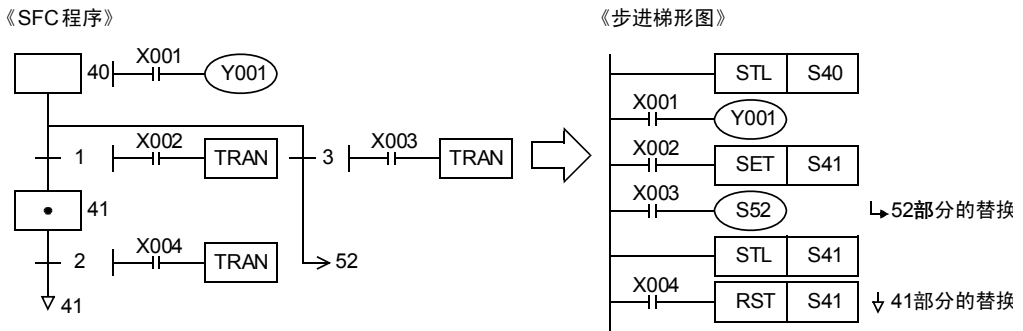 《SFC程序》
《步进梯形图》
40
X001
Y001
1
X002
TRAN
3
X003
TRAN
41
2
X004
TRAN
52
41
STL S40
X001
Y001
X002
SET S41
X003
S52
52部分的替换
STL S41
X004
RST S41
41部分的替换